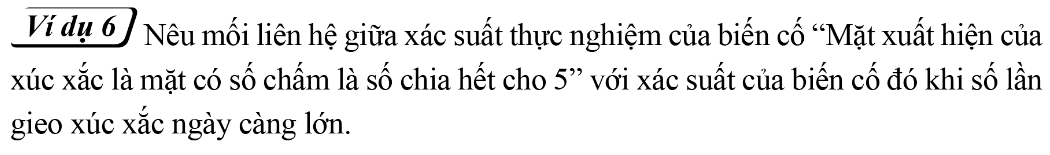 Ví dụ 6 Nêu mối liên hệ giữa xác suất thực nghiệm của biến cố “Mặt xuất hiện của
xúc xắc là mặt có số chấm là số chia hết cho 5” với xác suất của biến cố đó khi số lần
gieo xúc xắc ngày càng lớn.